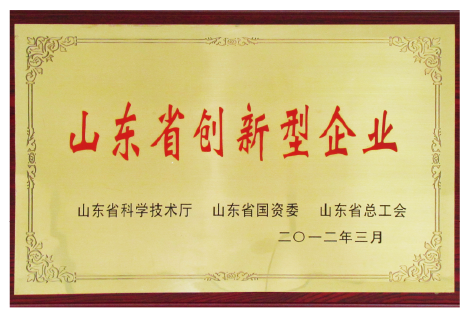 山东省创新型企业
山东省科学技术厅 山东省国资委 山东省总工会
二〇一二年三月